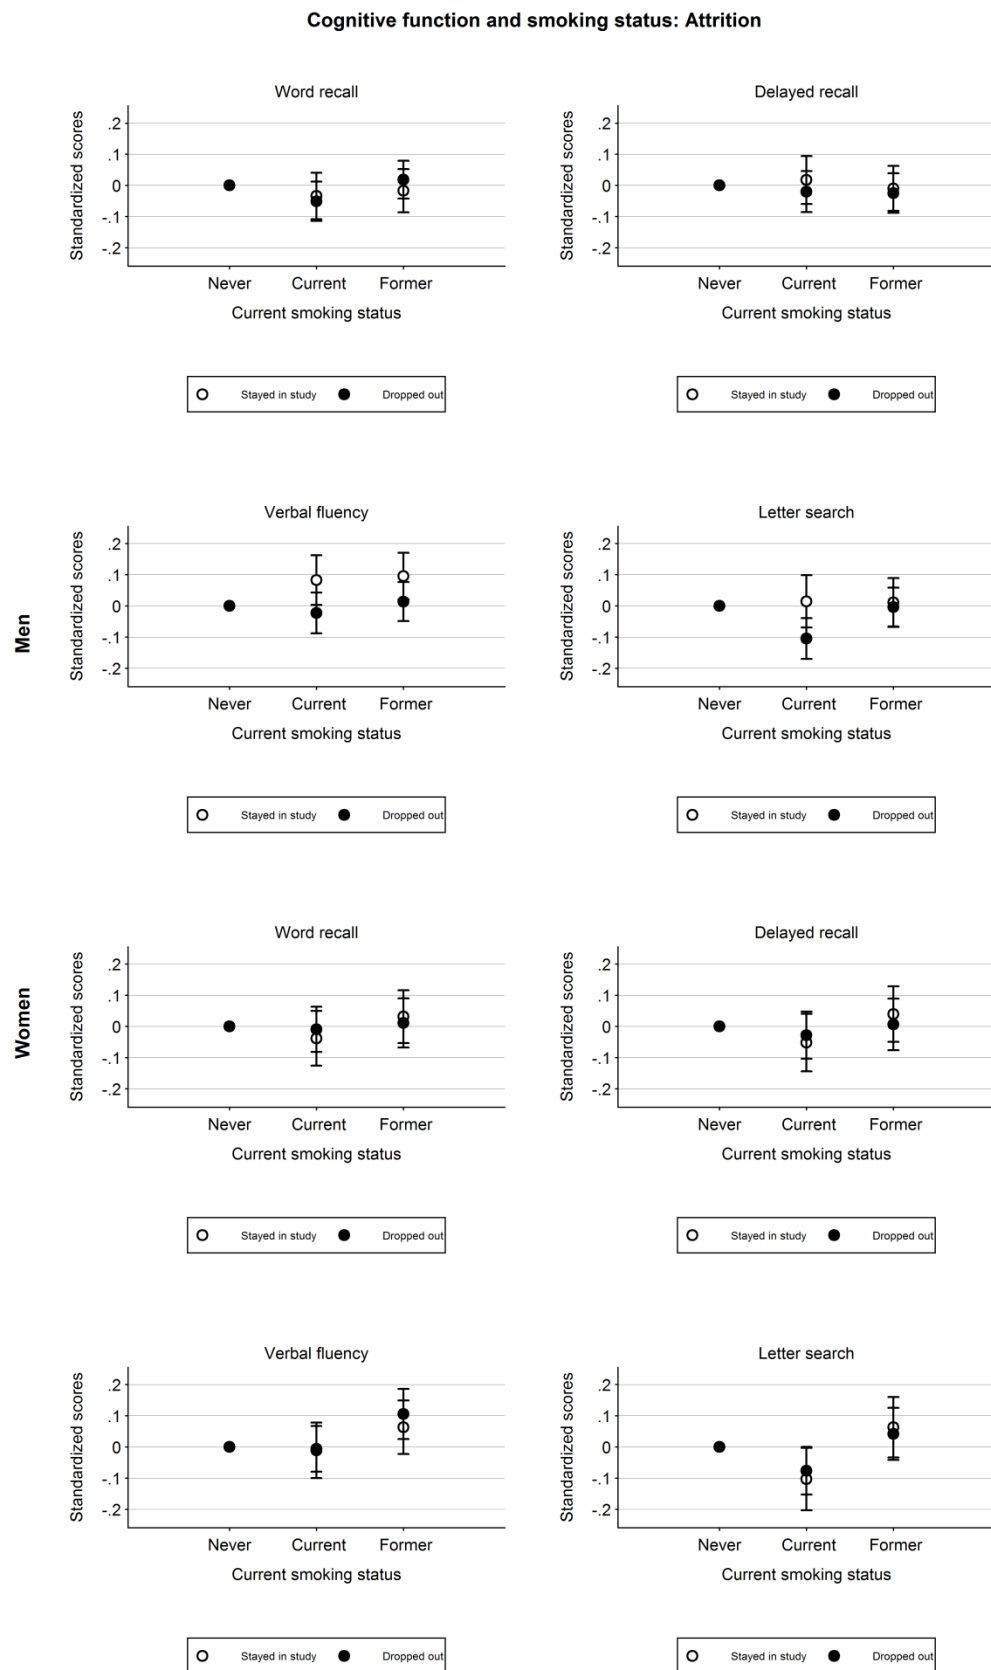 Cognitive function and smoking status: Attrition
Men
Word recall
Standardized scores
.2
.1
0
-.1
-.2
Never Current Former
Current smoking status
Stayed in study Dropped out
Delayed recall
Standardized scores
.2
.1
0
-.1
-.2
Never Current Former
Current smoking status
Stayed in study Dropped out
Verbal fluency
Standardized scores
.2
.1
0
-.1
-.2
Never Current Former
Current smoking status
Stayed in study Dropped out
Letter search
Standardized scores
.2
.1
0
-.1
-.2
Never Current Former
Current smoking status
Stayed in study Dropped out
Women
Word recall
Standardized scores
.2
.1
0
-.1
-.2
Never Current Former
Current smoking status
Stayed in study Dropped out
Delayed recall
Standardized scores
.2
.1
0
-.1
-.2
Never Current Former
Current smoking status
Stayed in study Dropped out
Verbal fluency
Standardized scores
.2
.1
0
-.1
-.2
Never Current Former
Current smoking status
Stayed in study Dropped out
Letter search
Standardized scores
.2
.1
0
-.1
-.2
Never Current Former
Current smoking status
Stayed in study Dropped out